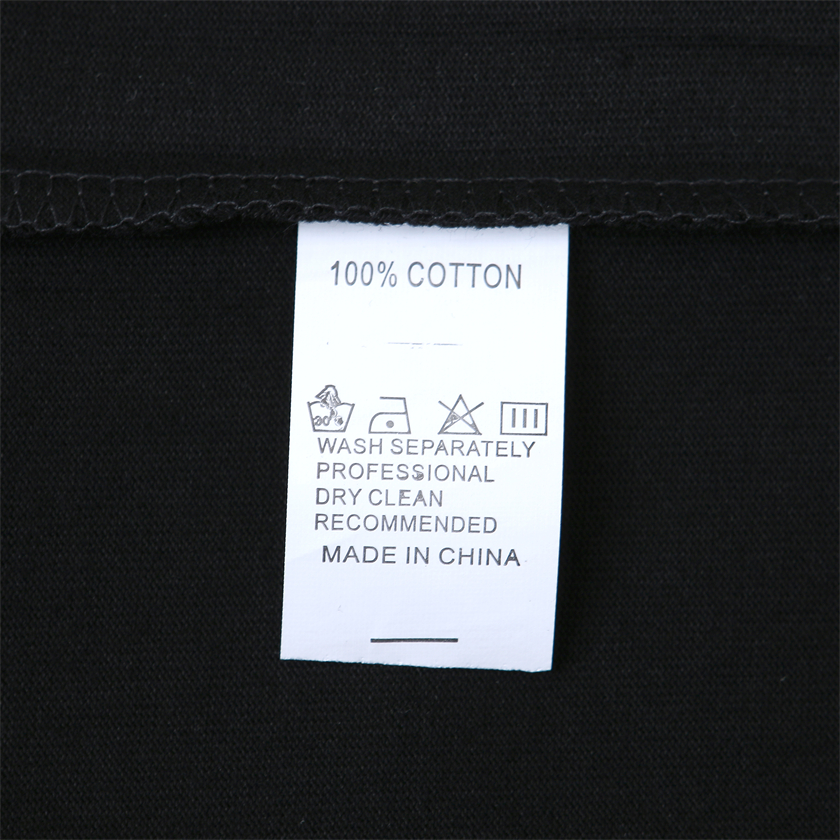 100% COTTON
WASH SEPARATELY
PROFESSIONAL
DRY CLEAN
RECOMMENDED
MADE IN CHINA